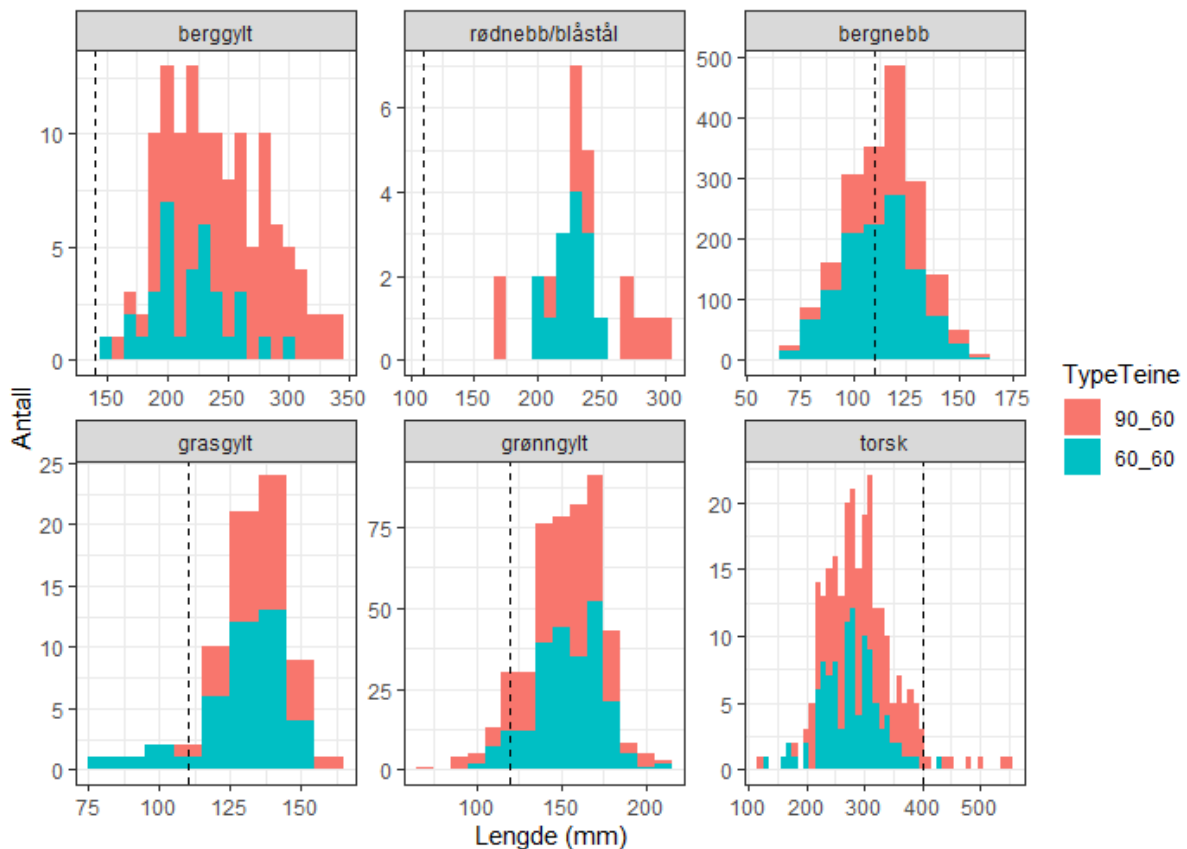 berggylt
rødnebb/blåstål
bergnebb
10
5
0
150 200 250 300 350
6
4
2
0
100 150 200 250 300
500
400
300
200
100
0
50 75 100 125 150 175
grasgylt
grønngylt
torsk
25
20
15
10
5
0
75 100 125 150
75
50
25
0
100 150 200
20
15
10
5
0
100 200 300 400 500
Antall
Lengde (mm)
TypeTeine
90_60
60_60